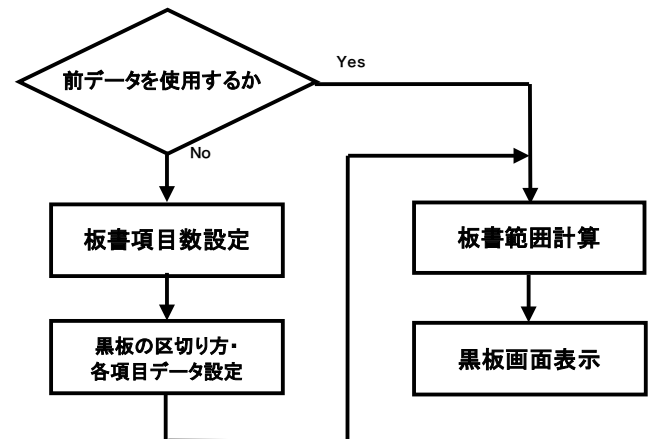 前データを使用するか
Yes
No
板書項目数設定
板書範囲計算
黒板の区切り方・
各項目データ設定
黒板画面表示